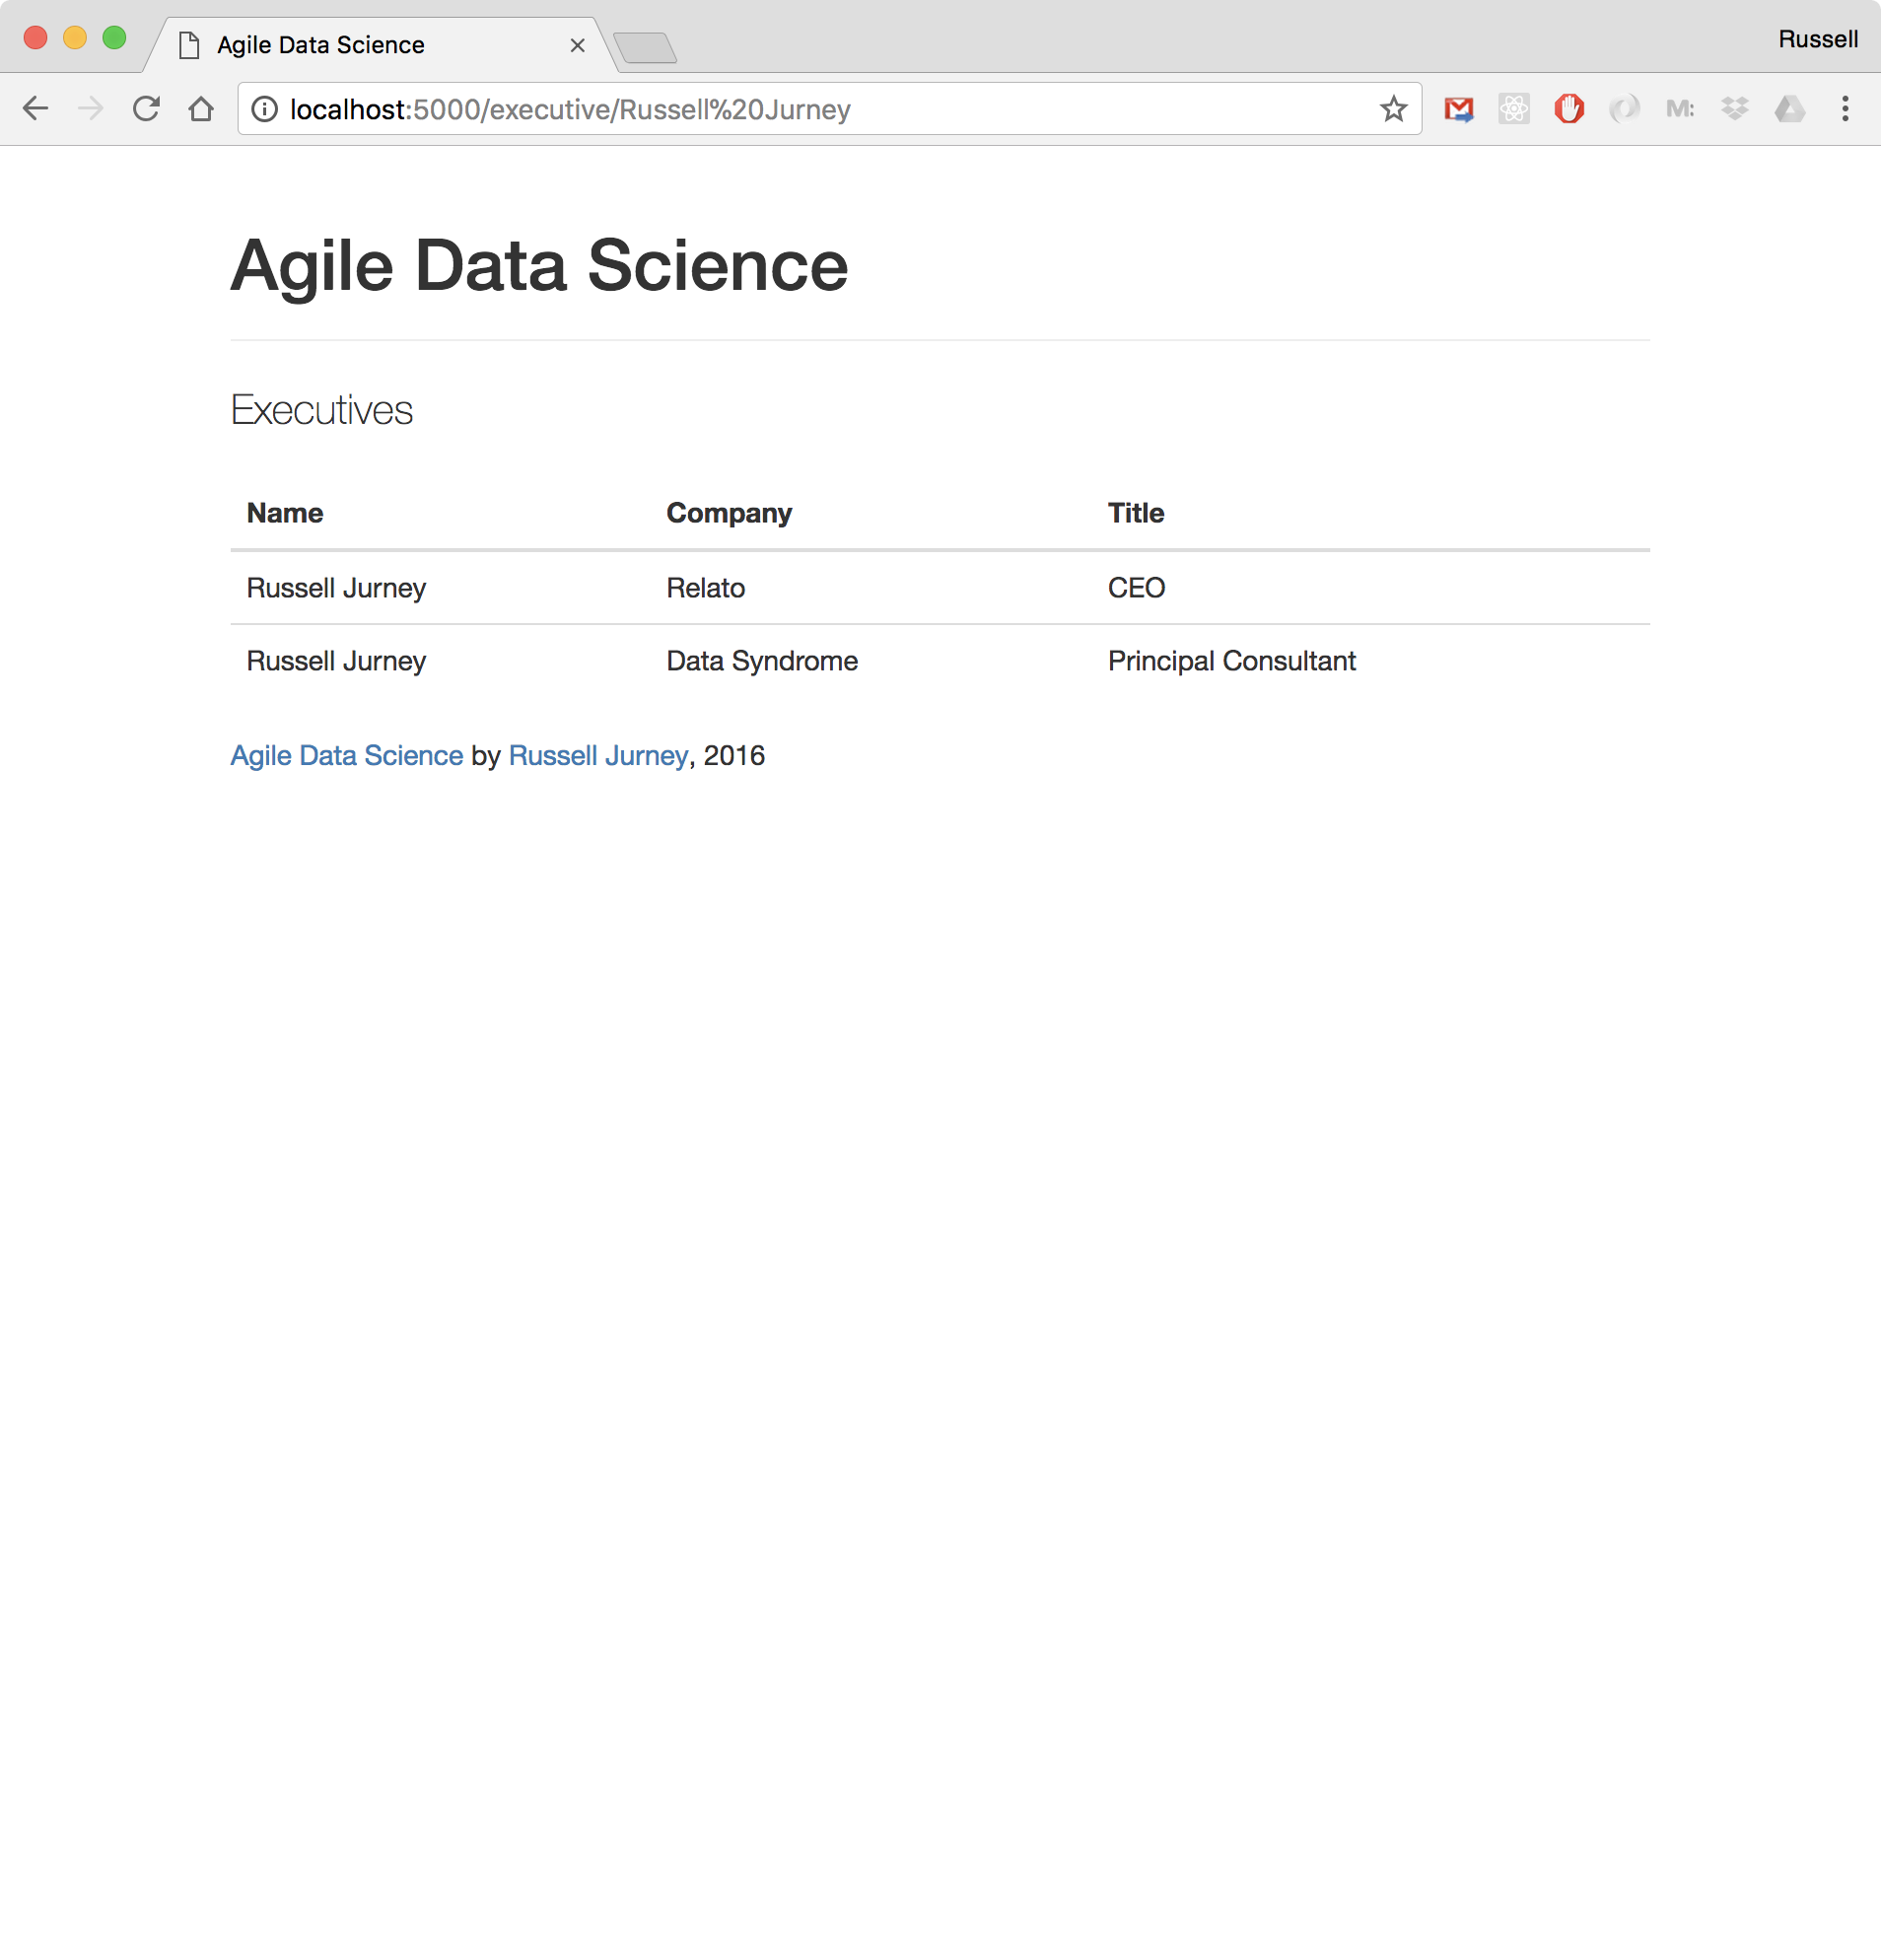 Agile Data Science
Russell
localhost:5000/executive/Russell%20Jurney
M:
Agile Data Science
Executives
Name Company Title
Russell Jurney Relato CEO
Russell Jurney Data Syndrome Principal Consultant
Agile Data Science by Russell Jurney, 2016